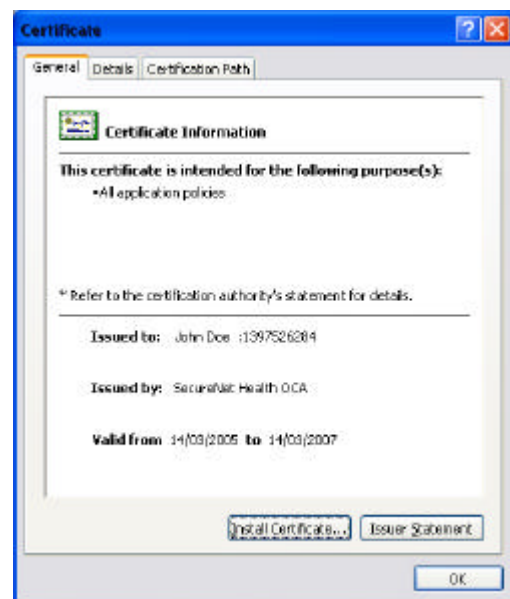 Certificate
?
General Details Certification Path
Certificate Information
This certificate is intended for the following purpose(s):
•All application policies
* Refer to the certification authority's statement for details.
Issued to: John Doe :1397526284
Issued by: SecureNet Health OCA
Valid from 14/03/2005 to 14/03/2007
Install Certificate... Issuer Statement
OK